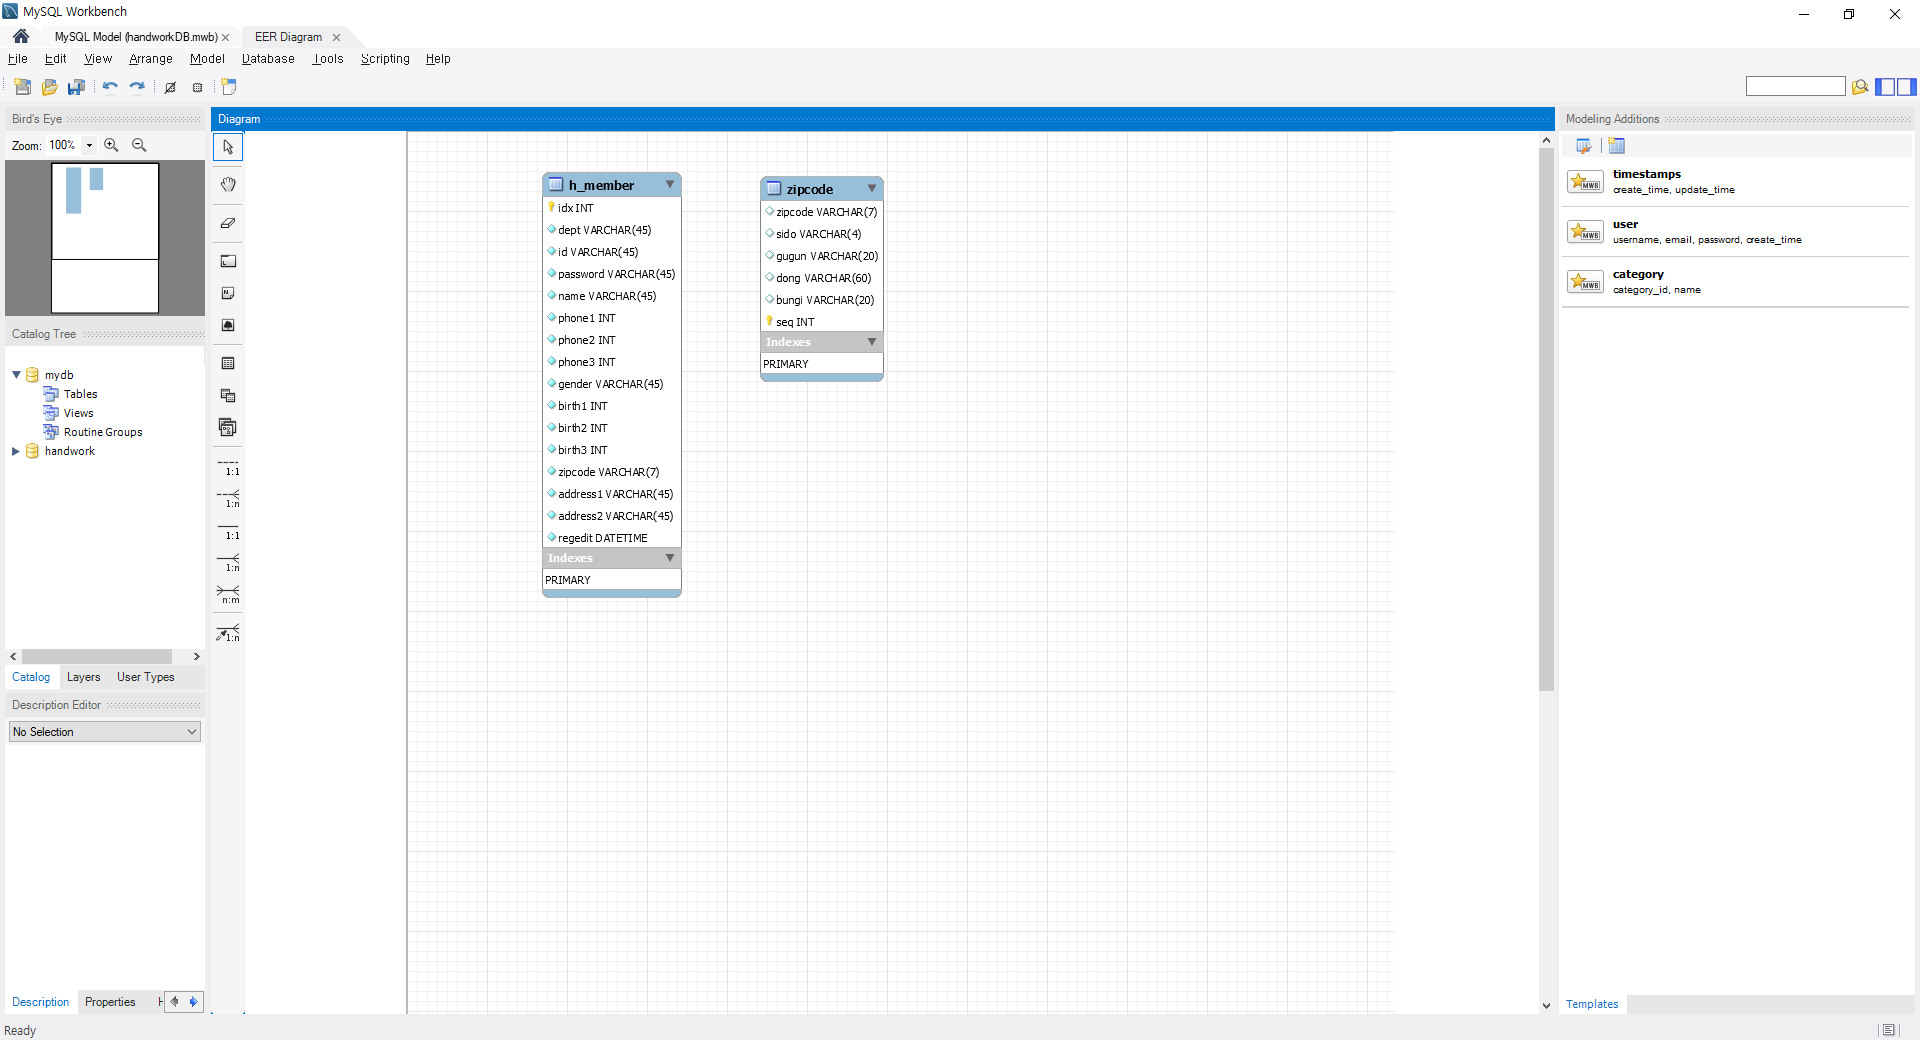 MySQL Workbench
MySQL Model (handworkDB.mwb)
EER Diagram
File Edit View Arrange Model Database Tools Scripting Help
Bird's Eye
Zoom: 100%
Catalog Tree
mydb
Tables
Views
Routine Groups
handwork
Catalog Layers User Types
Description Editor
No Selection
Description Properties H
Ready
Diagram
1:1
1:n
1:1
1:n
n:m
1:n
h_member
idx INT
dept VARCHAR(45)
id VARCHAR(45)
password VARCHAR(45)
name VARCHAR(45)
phone1 INT
phone2 INT
phone3 INT
gender VARCHAR(45)
birth1 INT
birth2 INT
birth3 INT
zipcode VARCHAR(7)
address1 VARCHAR(45)
address2 VARCHAR(45)
regedit DATETIME
Indexes
PRIMARY
zipcode
zipcode VARCHAR(7)
sido VARCHAR(4)
gugun VARCHAR(20)
dong VARCHAR(60)
bungi VARCHAR(20)
seq INT
Indexes
PRIMARY
Modeling Additions
MWB
timestamps
create_time, update_time
MWB
user
username, email, password, create_time
MWB
category
category_id, name
Templates